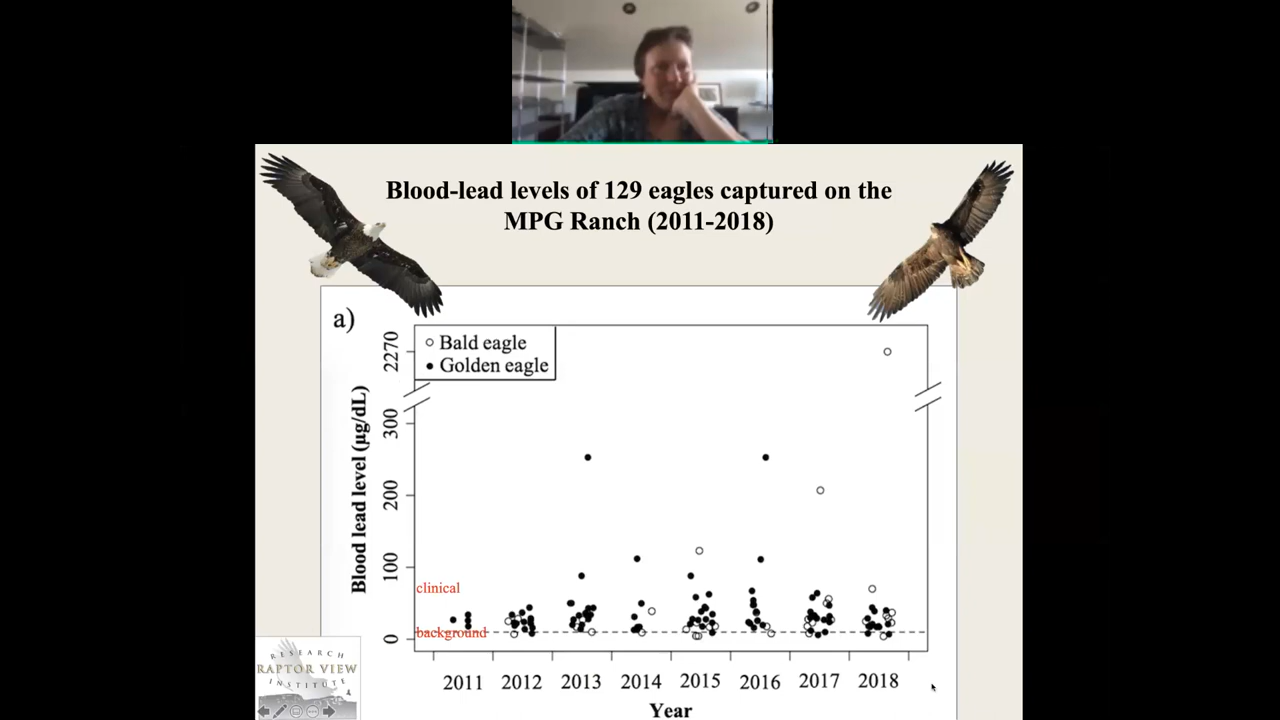 Blood-lead levels of 129 eagles captured on the
MPG Ranch (2011-2018)
a)
Bald eagle
Golden eagle
2270
300
200
100
0
Blood lead level (µg/dL)
clinical
background
2011 2012 2013 2014 2015 2016 2017 2018
Year
RESEARCH
RAPTOR VIEW
INSTITUTE